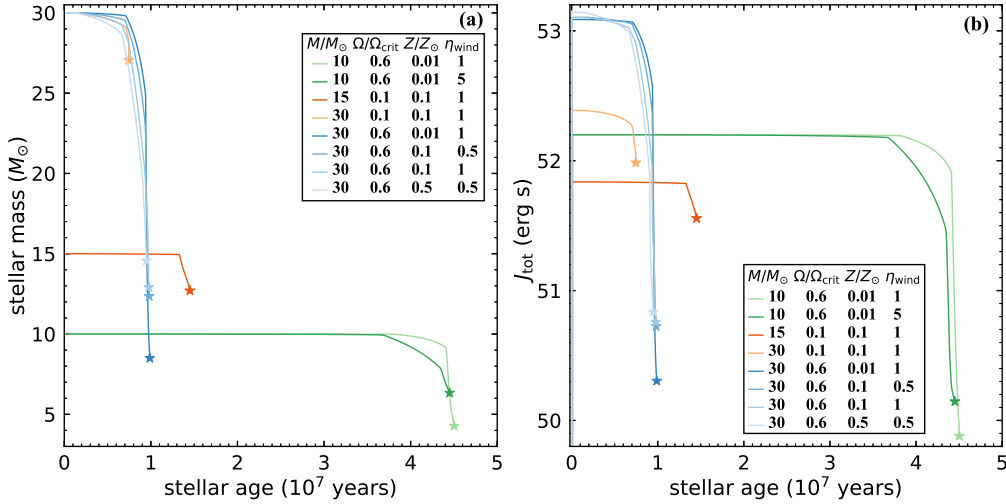 (a)
30
25
20
15
10
5
stellar mass (M☉)
M/M☉ Ω/Ωcrit Z/Z☉ ηwind
10 0.6 0.01 1
10 0.6 0.01 5
15 0.1 0.1 1
30 0.1 0.1 1
30 0.6 0.01 1
30 0.6 0.1 0.5
30 0.6 0.1 1
30 0.6 0.5 0.5
0 1 2 3 4 5
stellar age (10⁷ years)
(b)
53
52
51
50
Jtot (erg s)
M/M☉ Ω/Ωcrit Z/Z☉ ηwind
10 0.6 0.01 1
10 0.6 0.01 5
15 0.1 0.1 1
30 0.1 0.1 1
30 0.6 0.01 1
30 0.6 0.1 0.5
30 0.6 0.1 1
30 0.6 0.5 0.5
0 1 2 3 4 5
stellar age (10⁷ years)